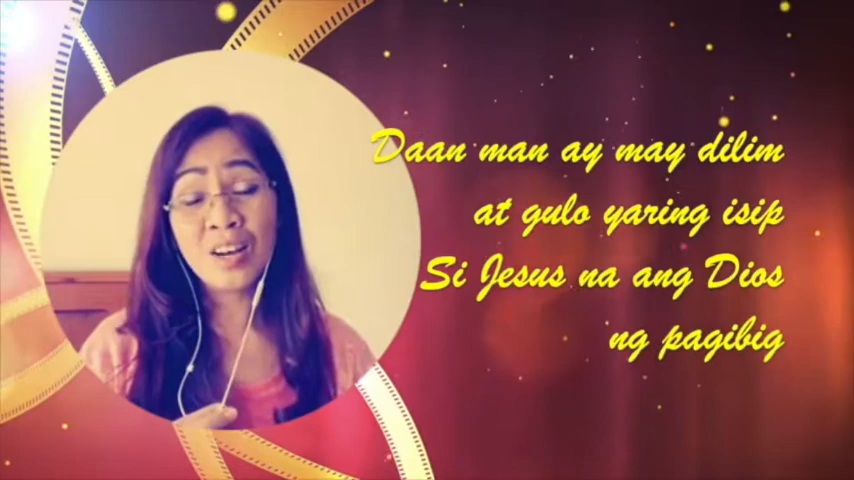 Daan man ay may dilim
at gulo yaring isip
Si Jesus na ang Dios
ng pagibig